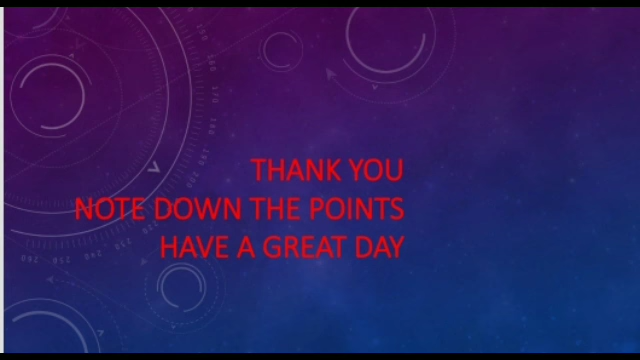 THANK YOU
NOTE DOWN THE POINTS
HAVE A GREAT DAY